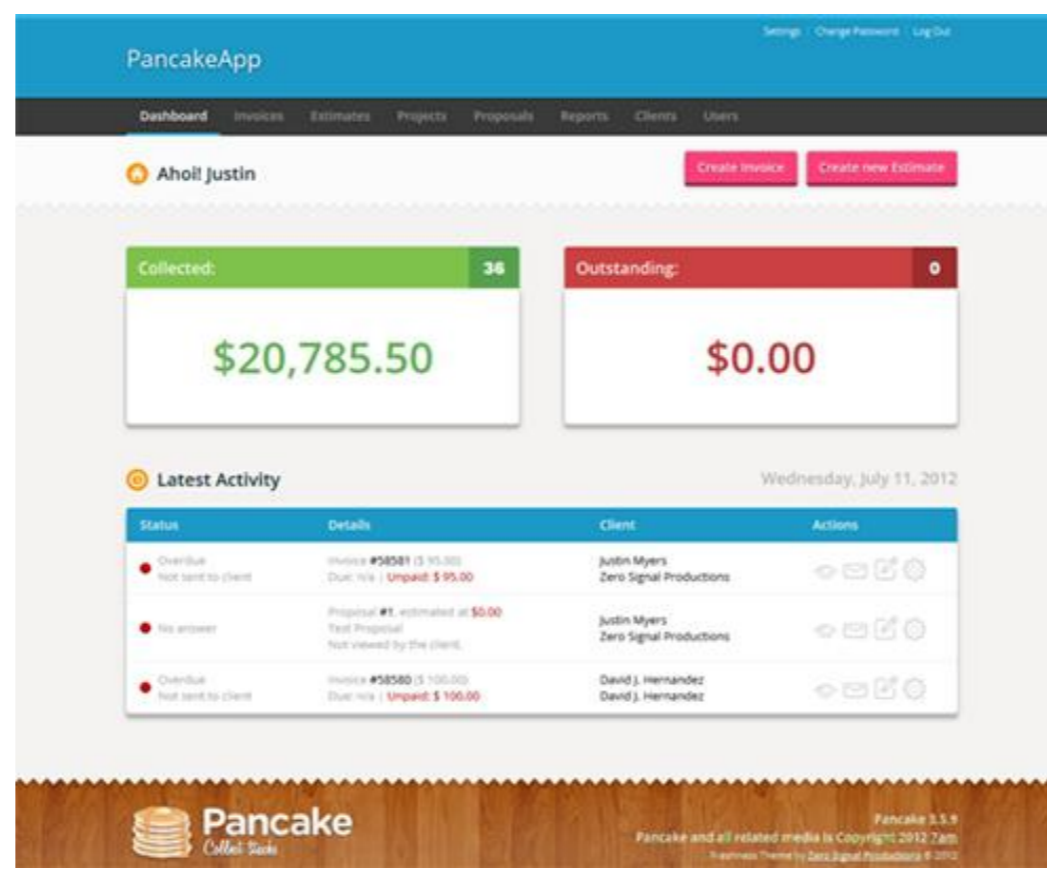 Settings Change Password Log Out
PancakeApp
Dashboard Invoices Estimates Projects Proposals Reports Clients Users
Ahoi! Justin
Create Invoice Create new Estimate
Collected: 36 Outstanding: 0
$20,785.50 $0.00
Latest Activity Wednesday, July 11, 2012
Status Details Client Actions
Overdue Invoice #58581 ($ 95.00) Justin Myers
Not sent to client Due: n/a | Unpaid: $ 95.00 Zero Signal Productions
Proposal #1, estimated at $0.00
No answer Test Proposal Justin Myers
Not viewed by the client. Zero Signal Productions
Overdue Invoice #58580 ($ 100.00) David J. Hernandez
Not sent to client Due: n/a | Unpaid: $ 100.00 David J. Hernandez
Pancake
Collect Stacks
Pancake 3.5.9
Pancake and all related media is Copyright 2012 7am
Theme by Zero Signal Productions © 2012